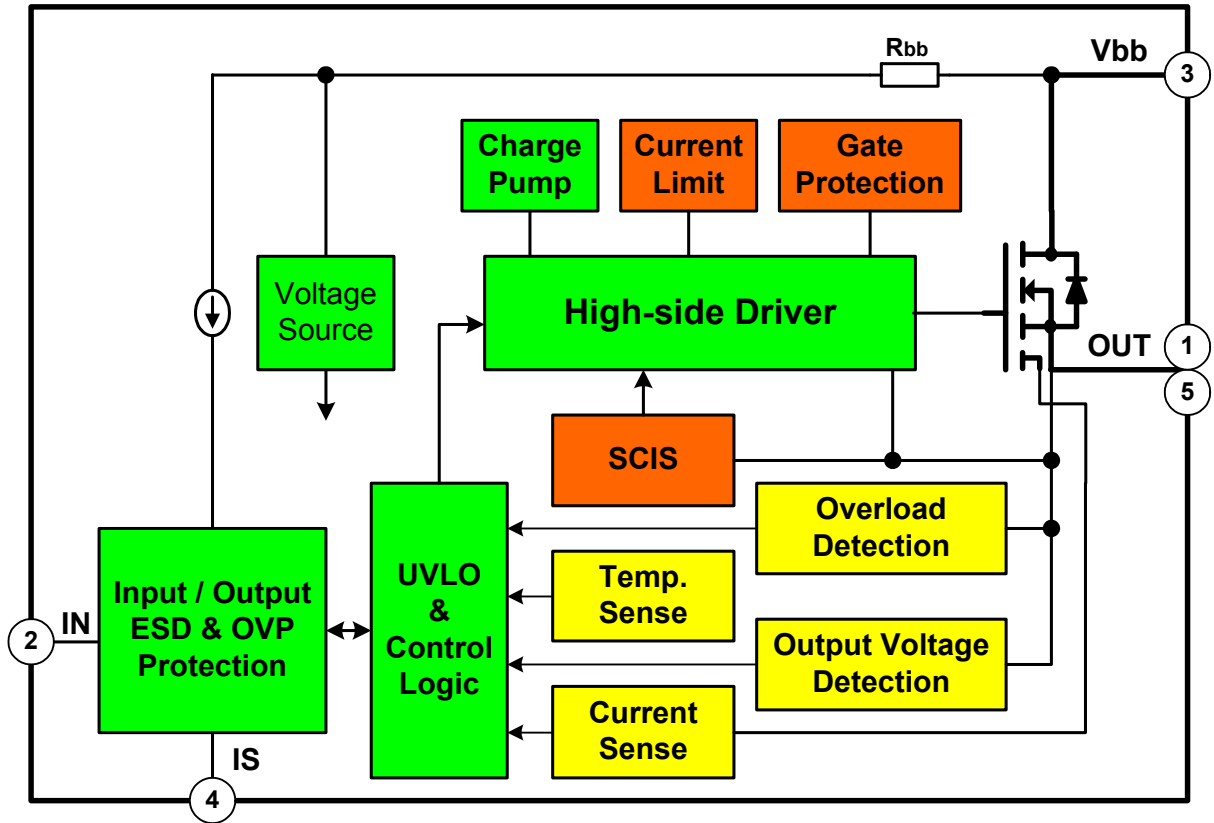 Rbb
Vbb
3
Charge
Pump
Current
Limit
Gate
Protection
Voltage
Source
High-side Driver
OUT
1
5
SCIS
Overload
Detection
UVLO
&
Control
Logic
Temp.
Sense
Input / Output
ESD & OVP
Protection
IN
2
Output Voltage
Detection
Current
Sense
IS
4